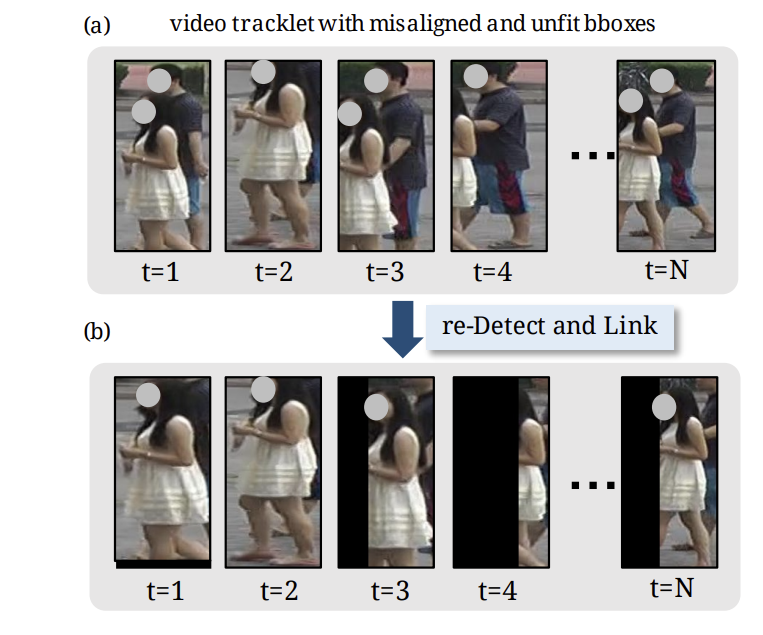 (a) video tracklet with misaligned and unfit bboxes
...
t=1 t=2 t=3 t=4 t=N
re-Detect and Link
(b)
...
t=1 t=2 t=3 t=4 t=N